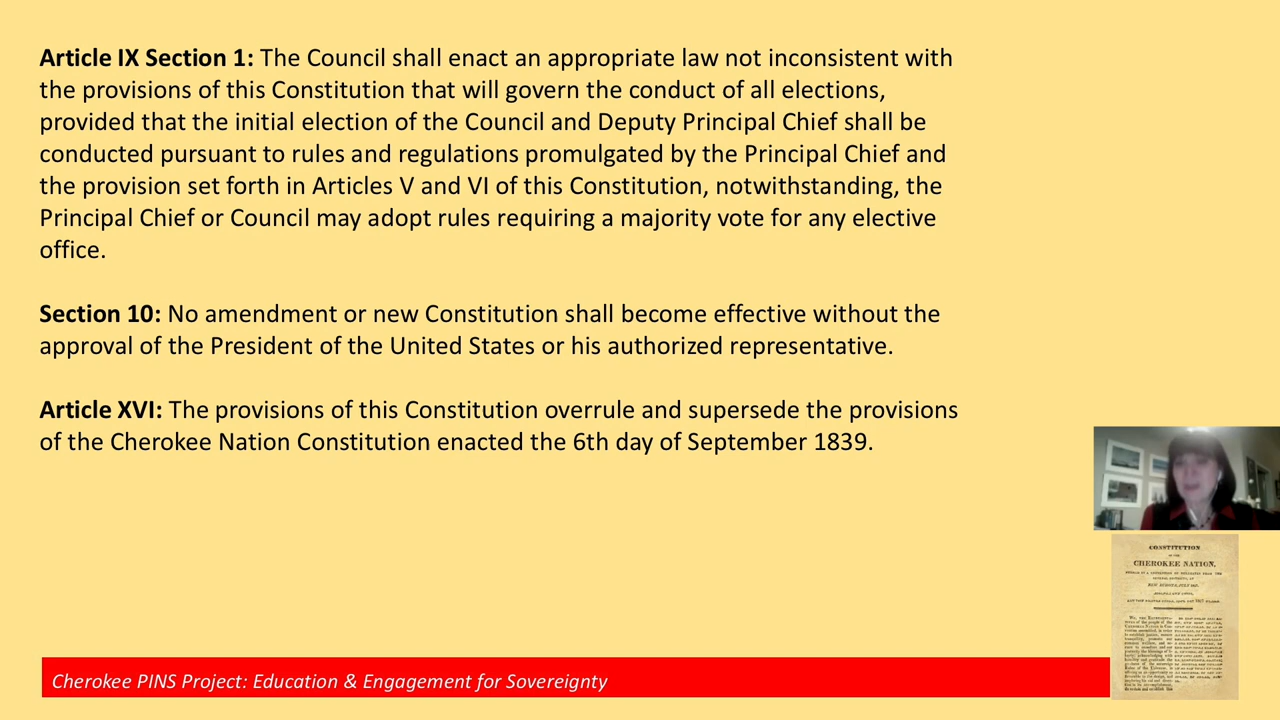 Article IX Section 1: The Council shall enact an appropriate law not inconsistent with
the provisions of this Constitution that will govern the conduct of all elections,
provided that the initial election of the Council and Deputy Principal Chief shall be
conducted pursuant to rules and regulations promulgated by the Principal Chief and
the provision set forth in Articles V and VI of this Constitution, notwithstanding, the
Principal Chief or Council may adopt rules requiring a majority vote for any elective
office.
Section 10: No amendment or new Constitution shall become effective without the
approval of the President of the United States or his authorized representative.
Article XVI: The provisions of this Constitution overrule and supersede the provisions
of the Cherokee Nation Constitution enacted the 6th day of September 1839.
CONSTITUTION
OF THE
CHEROKEE NATION,
Cherokee PINS Project: Education & Engagement for Sovereignty